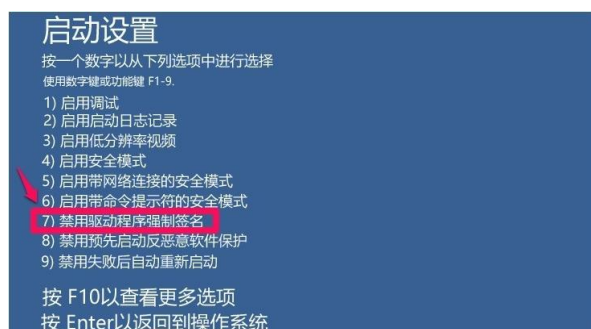 启动设置
按一个数字以从下列选项中进行选择
使用数字键或功能键 F1-9.
1) 启用调试
2) 启用启动日志记录
3) 启用低分辨率视频
4) 启用安全模式
5) 启用带网络连接的安全模式
6) 启用带命令提示符的安全模式
7) 禁用驱动程序强制签名
8) 禁用预先启动反恶意软件保护
9) 禁用失败后自动重新启动
按 F10以查看更多选项
按 Enter以返回到操作系统